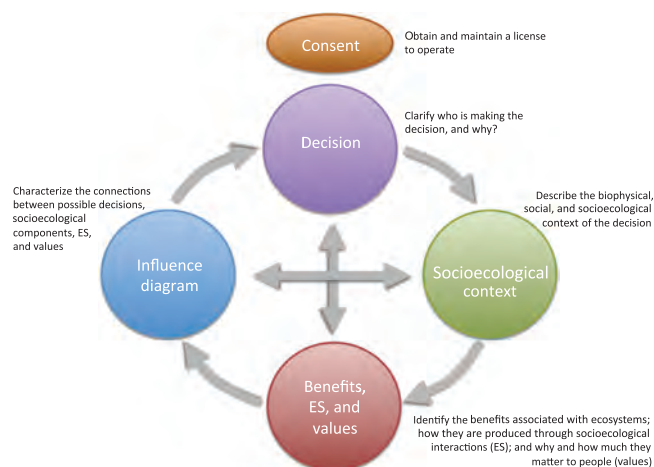 Consent
Obtain and maintain a license
to operate
Decision
Clarify who is making the
decision, and why?
Characterize the connections
between possible decisions,
socioecological
components, ES,
and values
Describe the biophysical,
social, and socioecological
context of the decision
Influence
diagram
Socioecological
context
Benefits,
ES, and
values
Identify the benefits associated with ecosystems;
how they are produced through socioecological
interactions (ES); and why and how much they
matter to people (values)